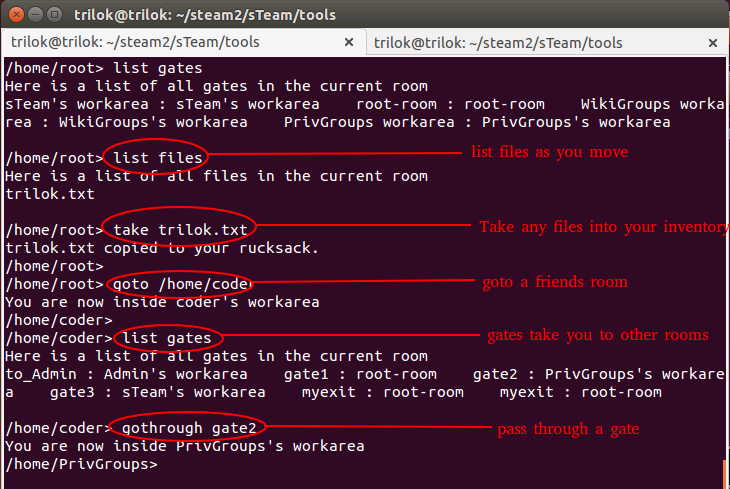 trilok@trilok: ~/steam2/sTeam/tools
trilok@trilok: ~/steam2/sTeam/tools × trilok@trilok: ~/steam2/sTeam/tools ×
/home/root> list gates
Here is a list of all gates in the current room
sTeam's workarea : sTeam's workarea    root-room : root-room    WikiGroups worka
rea : WikiGroups's workarea    PrivGroups workarea : PrivGroups's workarea
/home/root> list files list files as you move
Here is a list of all files in the current room
trilok.txt
/home/root> take trilok.txt Take any files into your inventory
trilok.txt copied to your rucksack.
/home/root>
/home/root> goto /home/coder goto a friends room
You are now inside coder's workarea
/home/coder>
/home/coder> list gates gates take you to other rooms
Here is a list of all gates in the current room
to_Admin : Admin's workarea    gate1 : root-room    gate2 : PrivGroups's workare
a    gate3 : sTeam's workarea    myexit : root-room    myexit : root-room
/home/coder> gothrough gate2 pass through a gate
You are now inside PrivGroups's workarea
/home/PrivGroups>